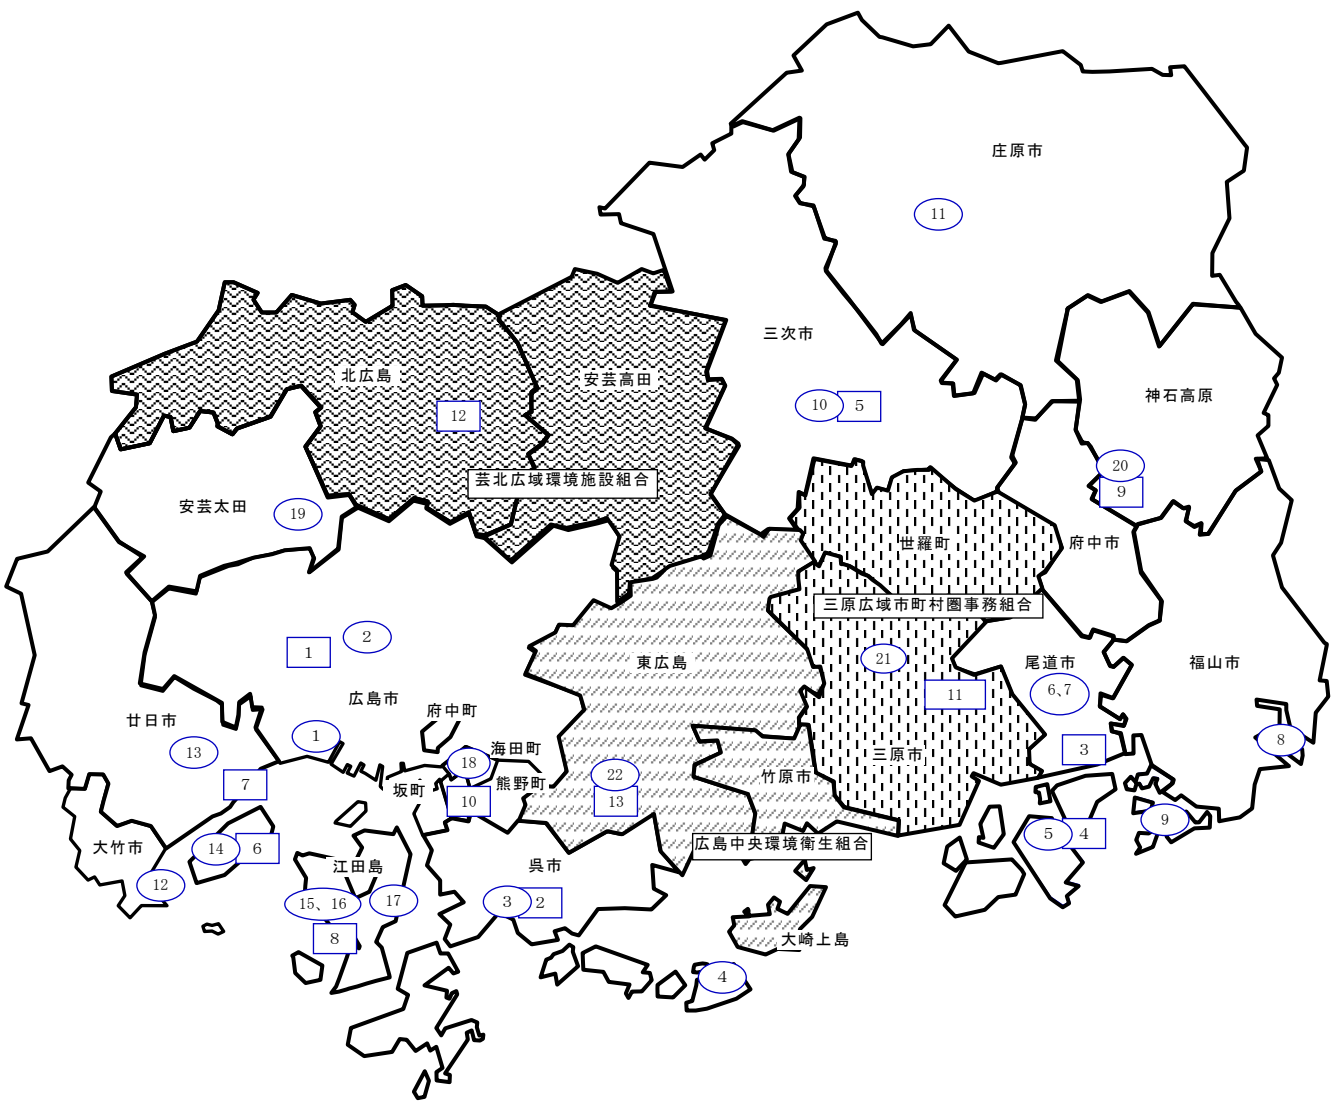 庄原市
11
三次市
北広島
安芸高田
神石高原
10
5
12
20
芸北広域環境施設組合
9
安芸太田
19
世羅町
府中市
三原広域市町村圏事務組合
2
1
21
東広島
尾道市
福山市
6、7
11
広島市
府中町
廿日市
1
13
海田町
3
8
三原市
18
22
竹原市
熊野町
7
坂町
10
13
9
5
4
大竹市
14
6
広島中央環境衛生組合
江田島
呉市
12
15、16
17
3
2
8
大崎上島
4